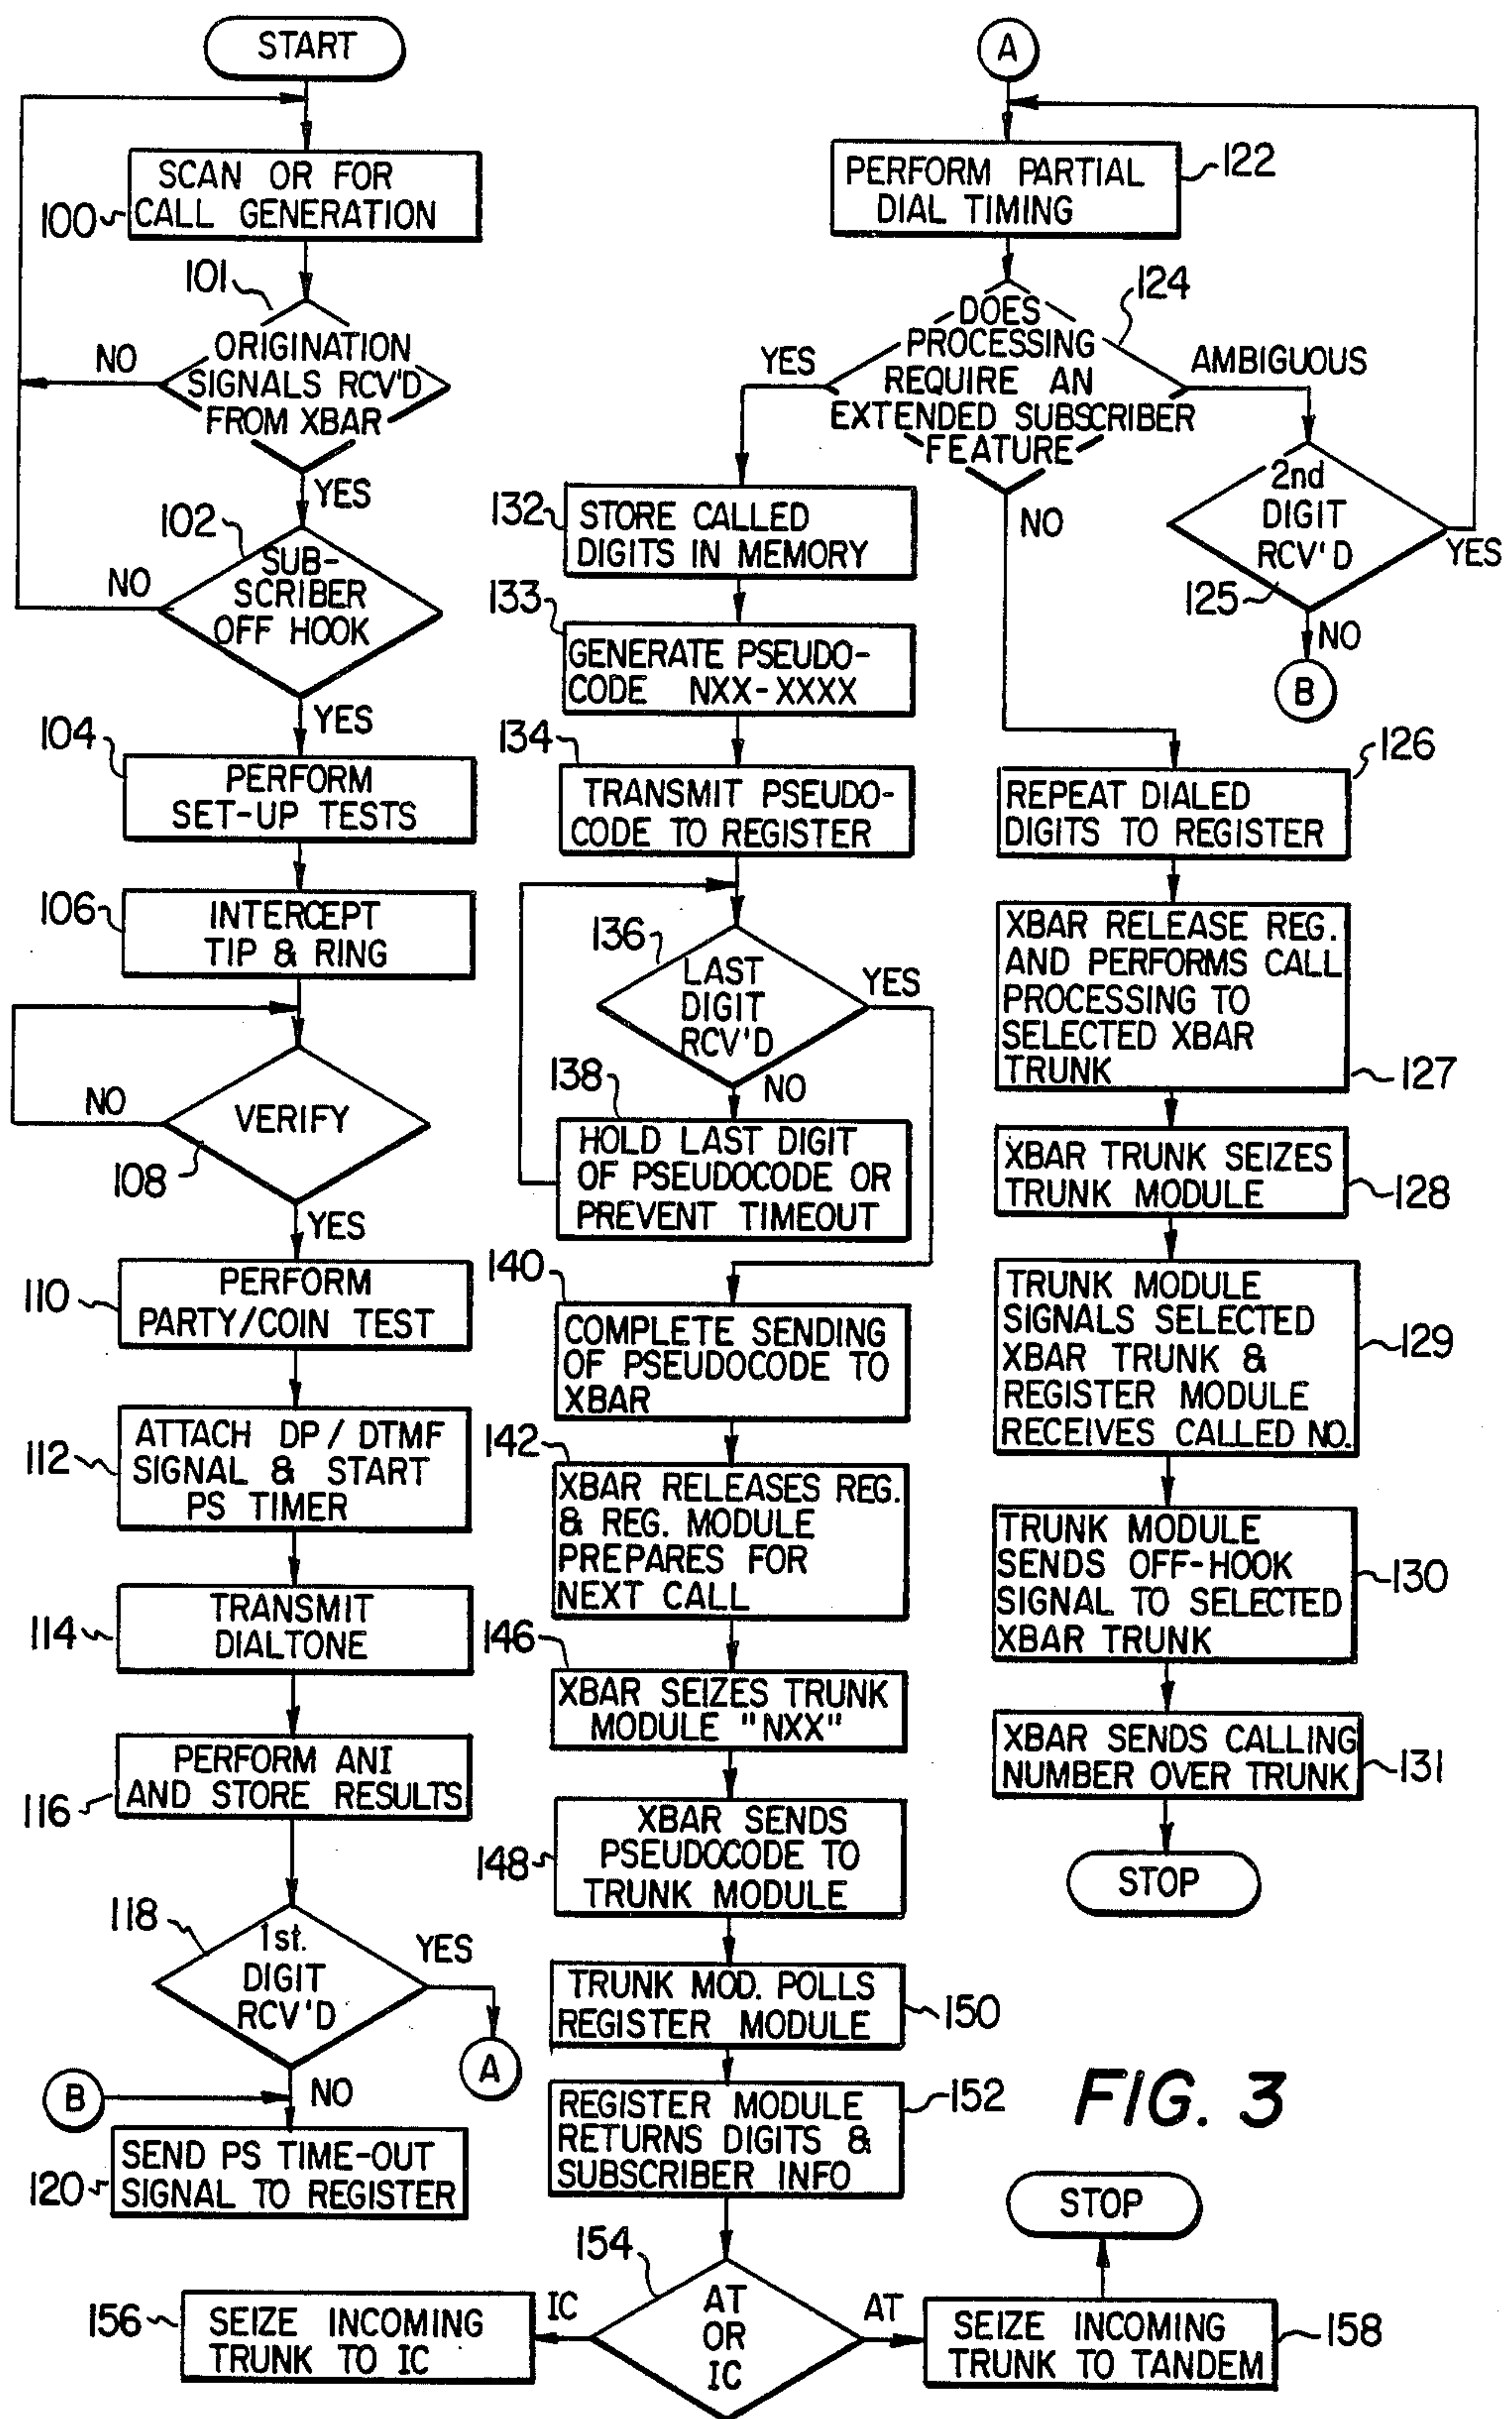 START
SCAN OR FOR
CALL GENERATION
100
101
ORIGINATION
SIGNALS RCV'D
FROM XBAR
NO
YES
102
SUB-
SCRIBER
OFF HOOK
NO
YES
104
PERFORM
SET-UP TESTS
106
INTERCEPT
TIP & RING
NO
VERIFY
108
YES
110
PERFORM
PARTY/COIN TEST
112
ATTACH DP / DTMF
SIGNAL & START
PS TIMER
114
TRANSMIT
DIALTONE
116
PERFORM ANI
AND STORE RESULTS
118
1st.
DIGIT
RCV'D
YES
A
NO
B
120
SEND PS TIME-OUT
SIGNAL TO REGISTER
A
PERFORM PARTIAL
DIAL TIMING
122
124
DOES
PROCESSING
REQUIRE AN
EXTENDED SUBSCRIBER
FEATURE
YES
AMBIGUOUS
NO
2nd
DIGIT
RCV'D
125
YES
NO
B
132
STORE CALLED
DIGITS IN MEMORY
133
GENERATE PSEUDO-
CODE NXX-XXXX
134
TRANSMIT PSEUDO-
CODE TO REGISTER
136
LAST
DIGIT
RCV'D
YES
NO
138
HOLD LAST DIGIT
OF PSEUDOCODE OR
PREVENT TIMEOUT
140
COMPLETE SENDING
OF PSEUDOCODE TO
XBAR
142
XBAR RELEASES REG.
& REG. MODULE
PREPARES FOR
NEXT CALL
146
XBAR SEIZES TRUNK
MODULE "NXX"
148
XBAR SENDS
PSEUDOCODE TO
TRUNK MODULE
TRUNK MOD. POLLS
REGISTER MODULE
150
REGISTER MODULE
RETURNS DIGITS &
SUBSCRIBER INFO
152
154
AT
OR
IC
IC
AT
156
SEIZE INCOMING
TRUNK TO IC
SEIZE INCOMING
TRUNK TO TANDEM
158
STOP
126
REPEAT DIALED
DIGITS TO REGISTER
XBAR RELEASE REG.
AND PERFORMS CALL
PROCESSING TO
SELECTED XBAR
TRUNK
127
XBAR TRUNK SEIZES
TRUNK MODULE
128
TRUNK MODULE
SIGNALS SELECTED
XBAR TRUNK &
REGISTER MODULE
RECEIVES CALLED NO.
129
TRUNK MODULE
SENDS OFF-HOOK
SIGNAL TO SELECTED
XBAR TRUNK
130
XBAR SENDS CALLING
NUMBER OVER TRUNK
131
STOP
FIG. 3